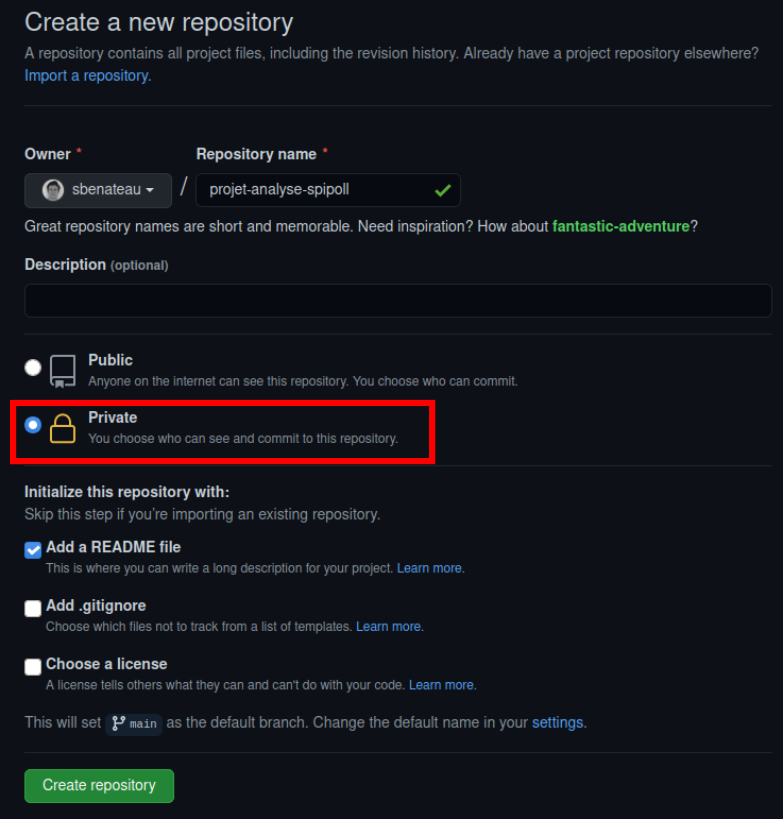 Create a new repository
A repository contains all project files, including the revision history. Already have a project repository elsewhere?
Import a repository.
Owner * Repository name *
sbenateau / projet-analyse-spipoll
Great repository names are short and memorable. Need inspiration? How about fantastic-adventure?
Description (optional)
Public
Anyone on the internet can see this repository. You choose who can commit.
Private
You choose who can see and commit to this repository.
Initialize this repository with:
Skip this step if you're importing an existing repository.
Add a README file
This is where you can write a long description for your project. Learn more.
Add .gitignore
Choose which files not to track from a list of templates. Learn more.
Choose a license
A license tells others what they can and can't do with your code. Learn more.
This will set main as the default branch. Change the default name in your settings.
Create repository